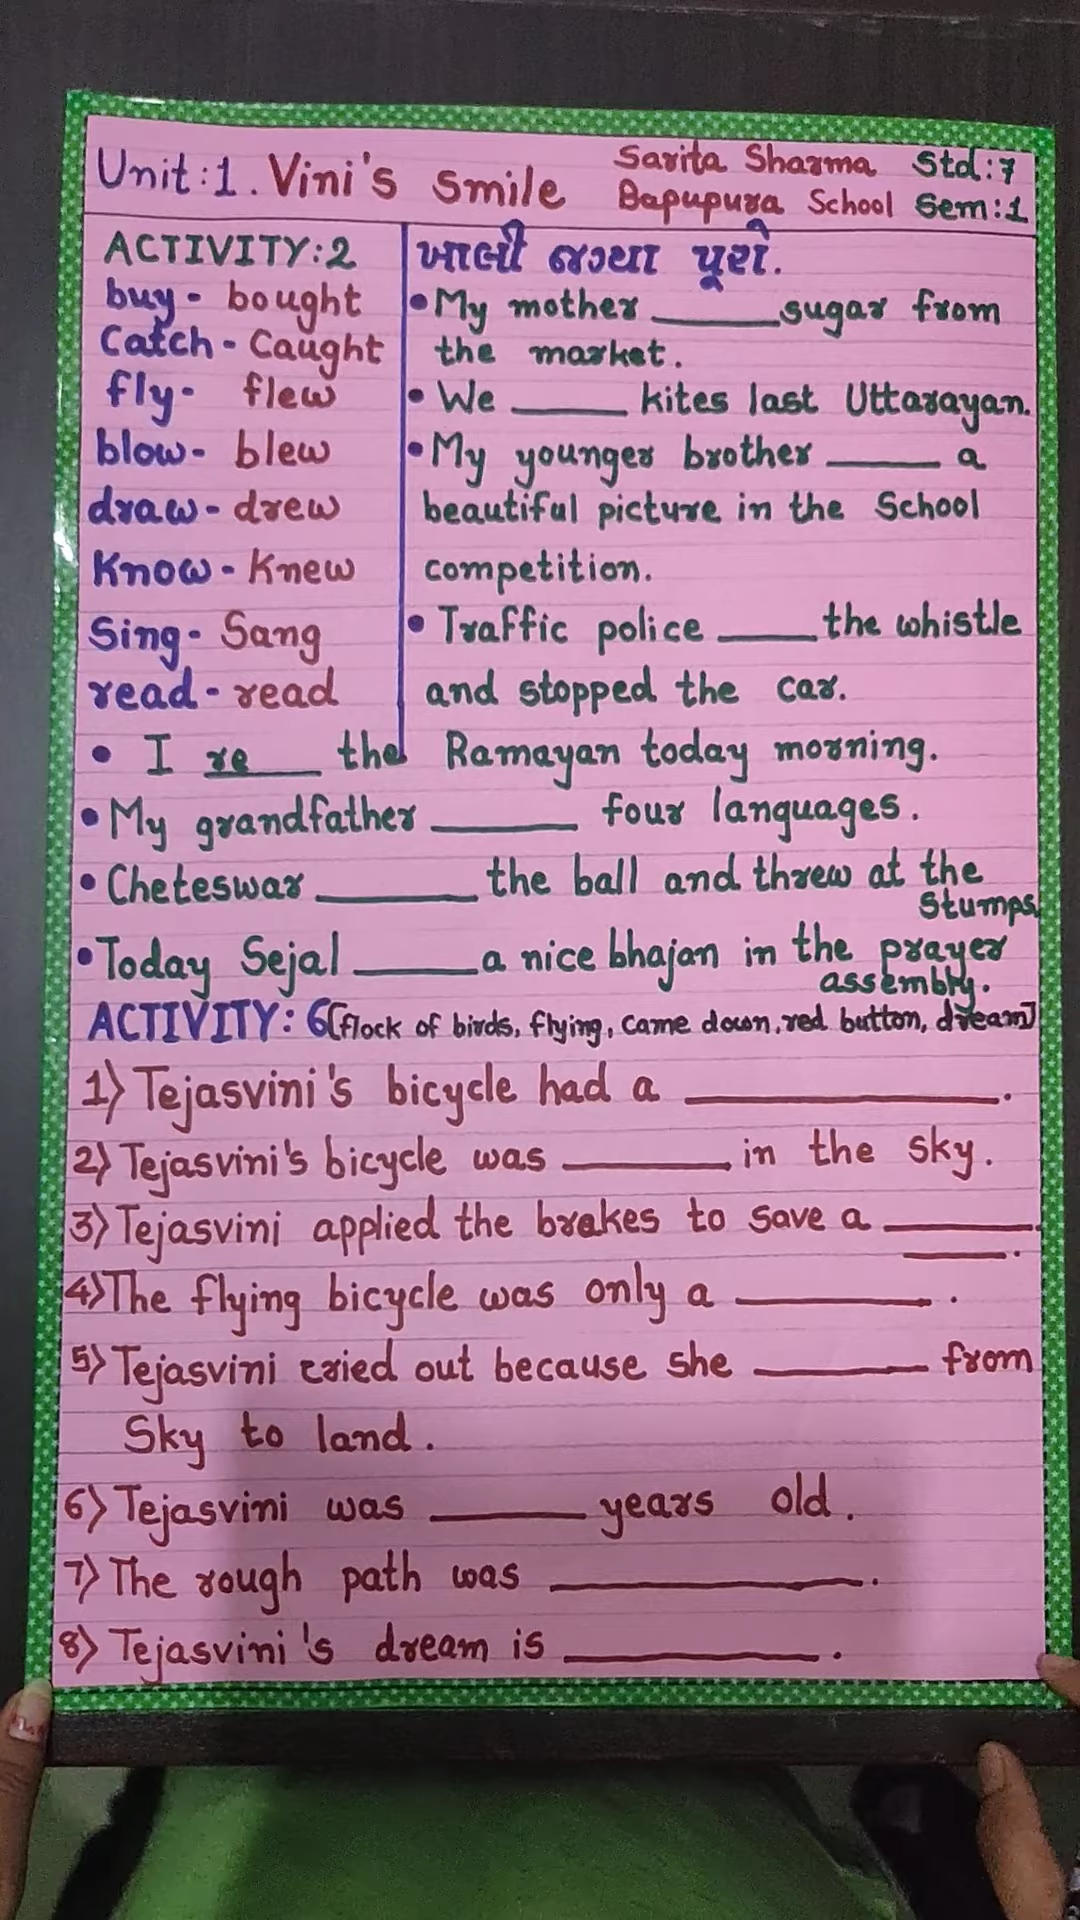 Unit:1. Vini's smile
Sarita Sharma Std:7
Bapupura School Sem:1
ACTIVITY:2
buy- bought
Catch- Caught
fly- flew
blow- blew
draw- drew
Know- Knew
Sing- Sang
read- read
ખાલી જગ્યા પૂરો.
•My mother ______ sugar from
the market.
•We ______ kites last Uttarayan.
•My younger brother ______ a
beautiful picture in the School
competition.
•Traffic police ______ the whistle
and stopped the car.
• I re____ the Ramayan today morning.
•My grandfather ______ four languages.
•Cheteswar ______ the ball and threw at the
Stumps
•Today Sejal ______ a nice bhajan in the prayer
assembly.
ACTIVITY: 6[flock of birds, flying, came down, red button, dream]
1) Tejasvini's bicycle had a ______.
2) Tejasvini's bicycle was ______ in the sky.
3) Tejasvini applied the brakes to save a ______
______.
4) The flying bicycle was only a ______.
5) Tejasvini cried out because she ______ from
Sky to land.
6) Tejasvini was ______ years old.
7) The rough path was ______.
8) Tejasvini's dream is ______.